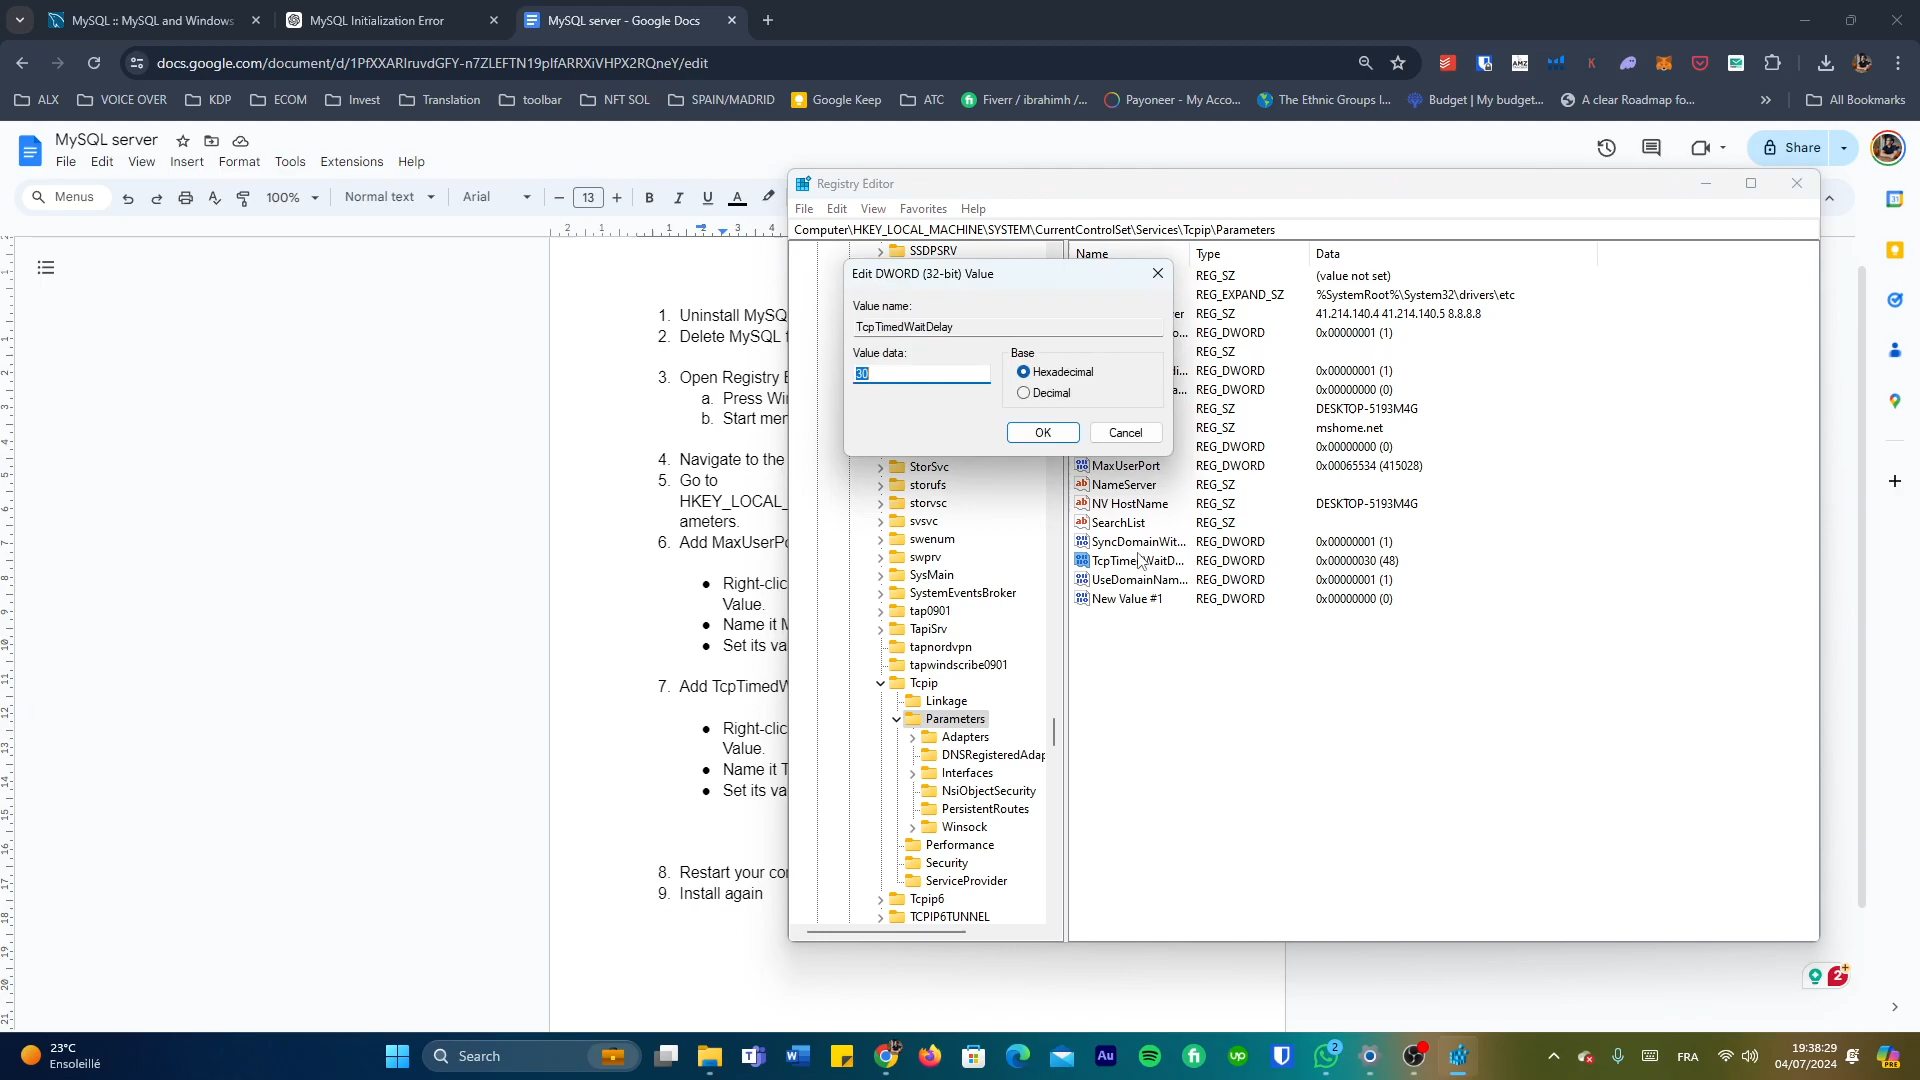 MySQL :: MySQL and Windows
MySQL Initialization Error
MySQL server - Google Docs
docs.google.com/document/d/1PfXXARIruvdGFY-n7ZLEFTN19plfARRXiVHPX2RQneY/edit
ALX
VOICE OVER
KDP
ECOM
Invest
Translation
toolbar
NFT SOL
SPAIN/MADRID
Google Keep
ATC
Fiverr / ibrahimh /...
Payoneer - My Acco...
The Ethnic Groups I...
Budget | My budget...
A clear Roadmap fo...
All Bookmarks
MySQL server
File Edit View Insert Format Tools Extensions Help
Share
Menus
100%
Normal text
Arial
13
B I U A
2 1 1 2 3 4
1. Uninstall MySQ
2. Delete MySQL
3. Open Registry E
a. Press Wi
b. Start mer
4. Navigate to the
5. Go to
HKEY_LOCAL_
ameters.
6. Add MaxUserPo
Right-clic
Value.
Name it M
Set its va
7. Add TcpTimedW
Right-clic
Value.
Name it T
Set its va
8. Restart your co
9. Install again
Registry Editor
File Edit View Favorites Help
Computer\HKEY_LOCAL_MACHINE\SYSTEM\CurrentControlSet\Services\Tcpip\Parameters
SSDPSRV
StorSvc
storufs
storvsc
svsvc
swenum
swprv
SysMain
SystemEventsBroker
tap0901
TapiSrv
tapnordvpn
tapwindscribe0901
Tcpip
Linkage
Parameters
Adapters
DNSRegisteredAdap
Interfaces
NsiObjectSecurity
PersistentRoutes
Winsock
Performance
Security
ServiceProvider
Tcpip6
TCPIP6TUNNEL
Edit DWORD (32-bit) Value
Value name:
TcpTimedWaitDelay
Value data:
30
Base
Hexadecimal
Decimal
OK
Cancel
Name Type Data
REG_SZ (value not set)
REG_EXPAND_SZ %SystemRoot%\System32\drivers\etc
er REG_SZ 41.214.140.4 41.214.140.5 8.8.8.8
o... REG_DWORD 0x00000001 (1)
REG_SZ
di... REG_DWORD 0x00000001 (1)
a... REG_DWORD 0x00000000 (0)
REG_SZ DESKTOP-5193M4G
REG_SZ mshome.net
REG_DWORD 0x00000000 (0)
MaxUserPort REG_DWORD 0x00065534 (415028)
NameServer REG_SZ
NV HostName REG_SZ DESKTOP-5193M4G
SearchList REG_SZ
SyncDomainWit... REG_DWORD 0x00000001 (1)
TcpTimedWaitD... REG_DWORD 0x00000030 (48)
UseDomainNam... REG_DWORD 0x00000001 (1)
New Value #1 REG_DWORD 0x00000000 (0)
23°C
Ensoleillé
Search
FRA
19:38:29
04/07/2024